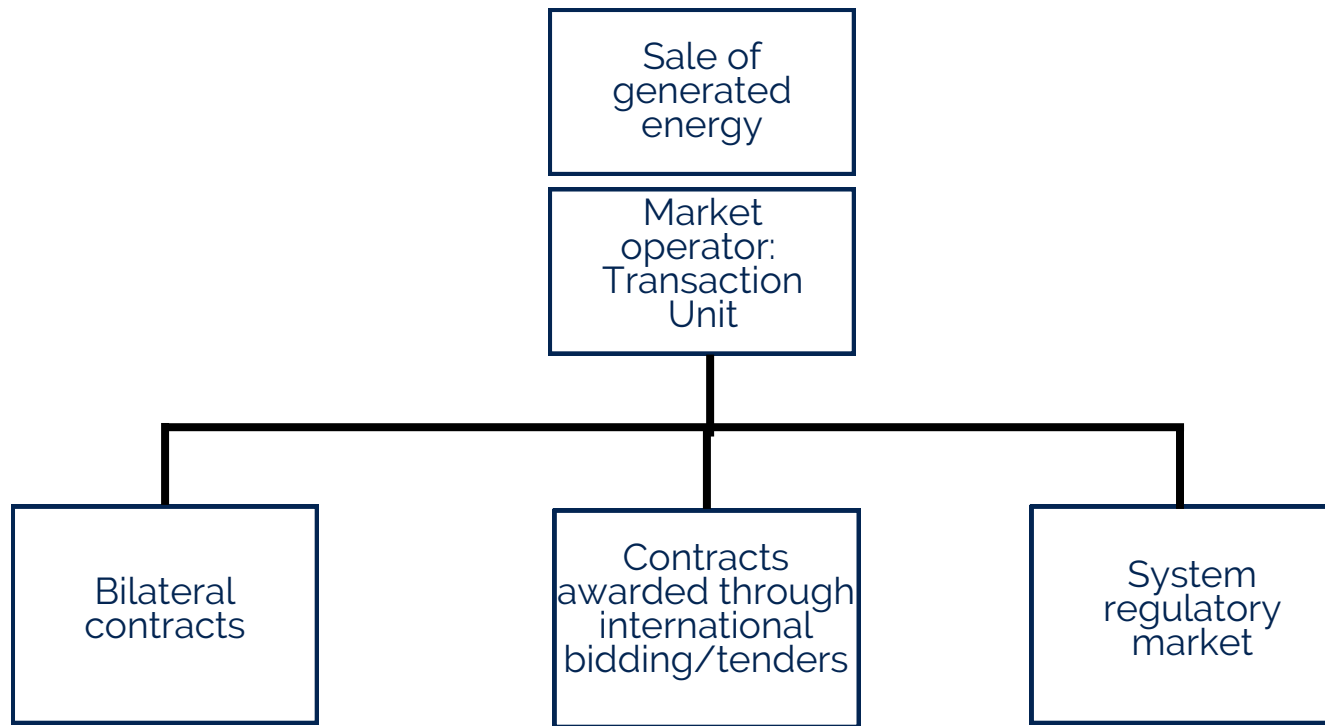 Sale of
generated
energy
Market
operator:
Transaction
Unit
Bilateral
contracts
Contracts
awarded through
international
bidding/tenders
System
regulatory
market